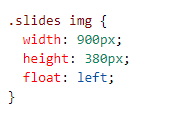 .slides img {
  width: 900px;
  height: 380px;
  float: left;
}